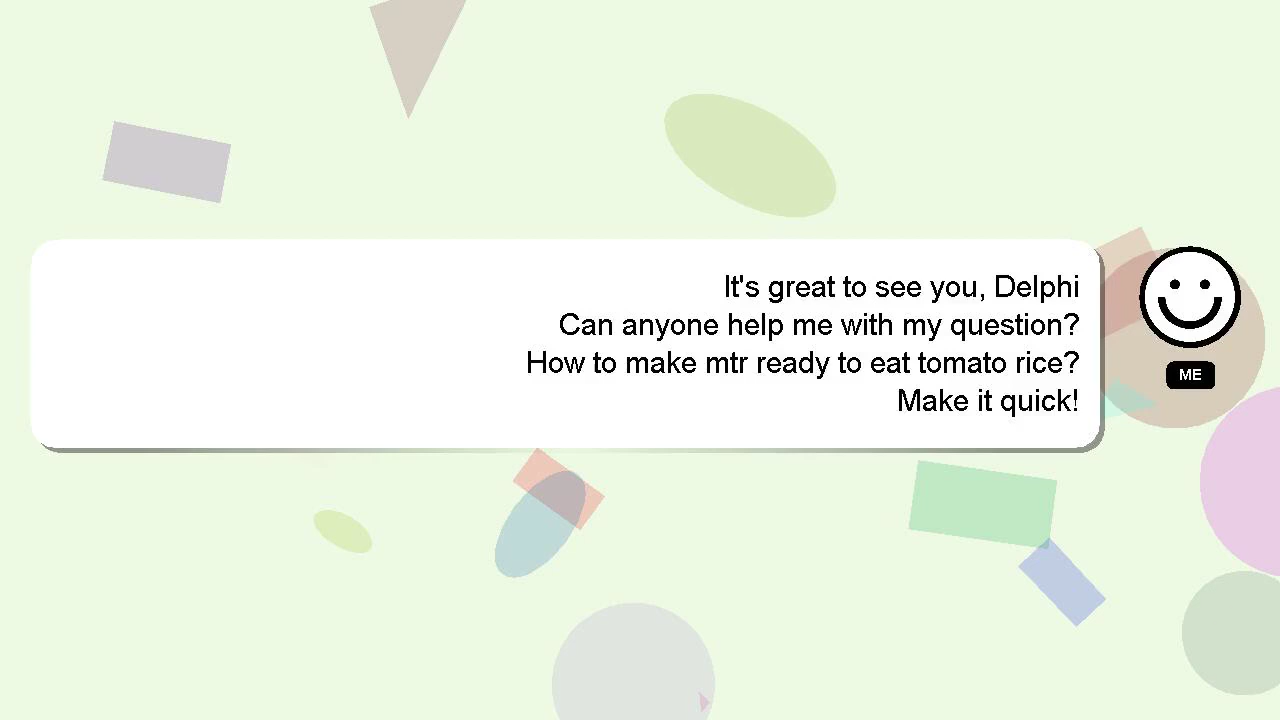 It's great to see you, Delphi
Can anyone help me with my question?
How to make mtr ready to eat tomato rice?
Make it quick!
ME